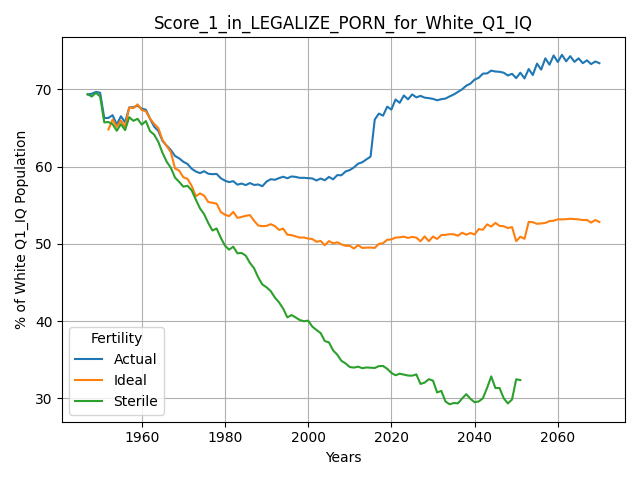 Score_1_in_LEGALIZE_PORN_for_White_Q1_IQ
% of White Q1_IQ Population
70
60
50
40
30
Fertility
Actual
Ideal
Sterile
1960
1980
2000
2020
2040
2060
Years